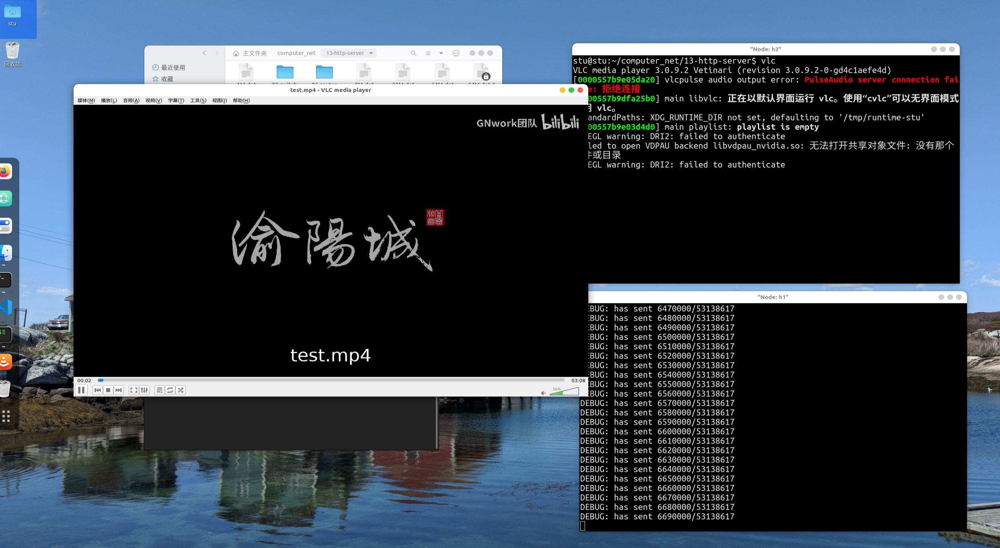 stu
回收站
主文件夹 computer_net 13-http-server
最近使用
收藏
test.mp4 - VLC media player
媒体(M) 播放(L) 音频(A) 视频(V) 字幕(T) 工具(S) 视图(I) 帮助(H)
GNwork团队 bilibili
陽城
test.mp4
00:02
03:08
56%
"Node: h2"
stu@stu:~/computer_net/13-http-server$ vlc
VLC media player 3.0.9.2 Vetinari (revision 3.0.9.2-0-gd4c1aefe4d)
[0000557b9e05da20] vlcpulse audio output error: PulseAudio server connection fai
e: 拒绝连接
00557b9dfa25b0] main libvlc: 正在以默认界面运行 vlc。使用“cvlc”可以无界面模式
vlc。
andardPaths: XDG_RUNTIME_DIR not set, defaulting to '/tmp/runtime-stu'
00557b9e03d4d0] main playlist: playlist is empty
EGL warning: DRI2: failed to authenticate
led to open VDPAU backend libvdpau_nvidia.so: 无法打开共享对象文件: 没有那个
件或目录
EGL warning: DRI2: failed to authenticate
"Node: h1"
EBUG: has sent 6470000/53138617
EBUG: has sent 6480000/53138617
EBUG: has sent 6490000/53138617
EBUG: has sent 6500000/53138617
EBUG: has sent 6510000/53138617
EBUG: has sent 6520000/53138617
EBUG: has sent 6530000/53138617
EBUG: has sent 6540000/53138617
EBUG: has sent 6550000/53138617
EBUG: has sent 6560000/53138617
DEBUG: has sent 6570000/53138617
DEBUG: has sent 6580000/53138617
DEBUG: has sent 6590000/53138617
DEBUG: has sent 6600000/53138617
DEBUG: has sent 6610000/53138617
DEBUG: has sent 6620000/53138617
DEBUG: has sent 6630000/53138617
DEBUG: has sent 6640000/53138617
DEBUG: has sent 6650000/53138617
DEBUG: has sent 6660000/53138617
DEBUG: has sent 6670000/53138617
DEBUG: has sent 6680000/53138617
DEBUG: has sent 6690000/53138617